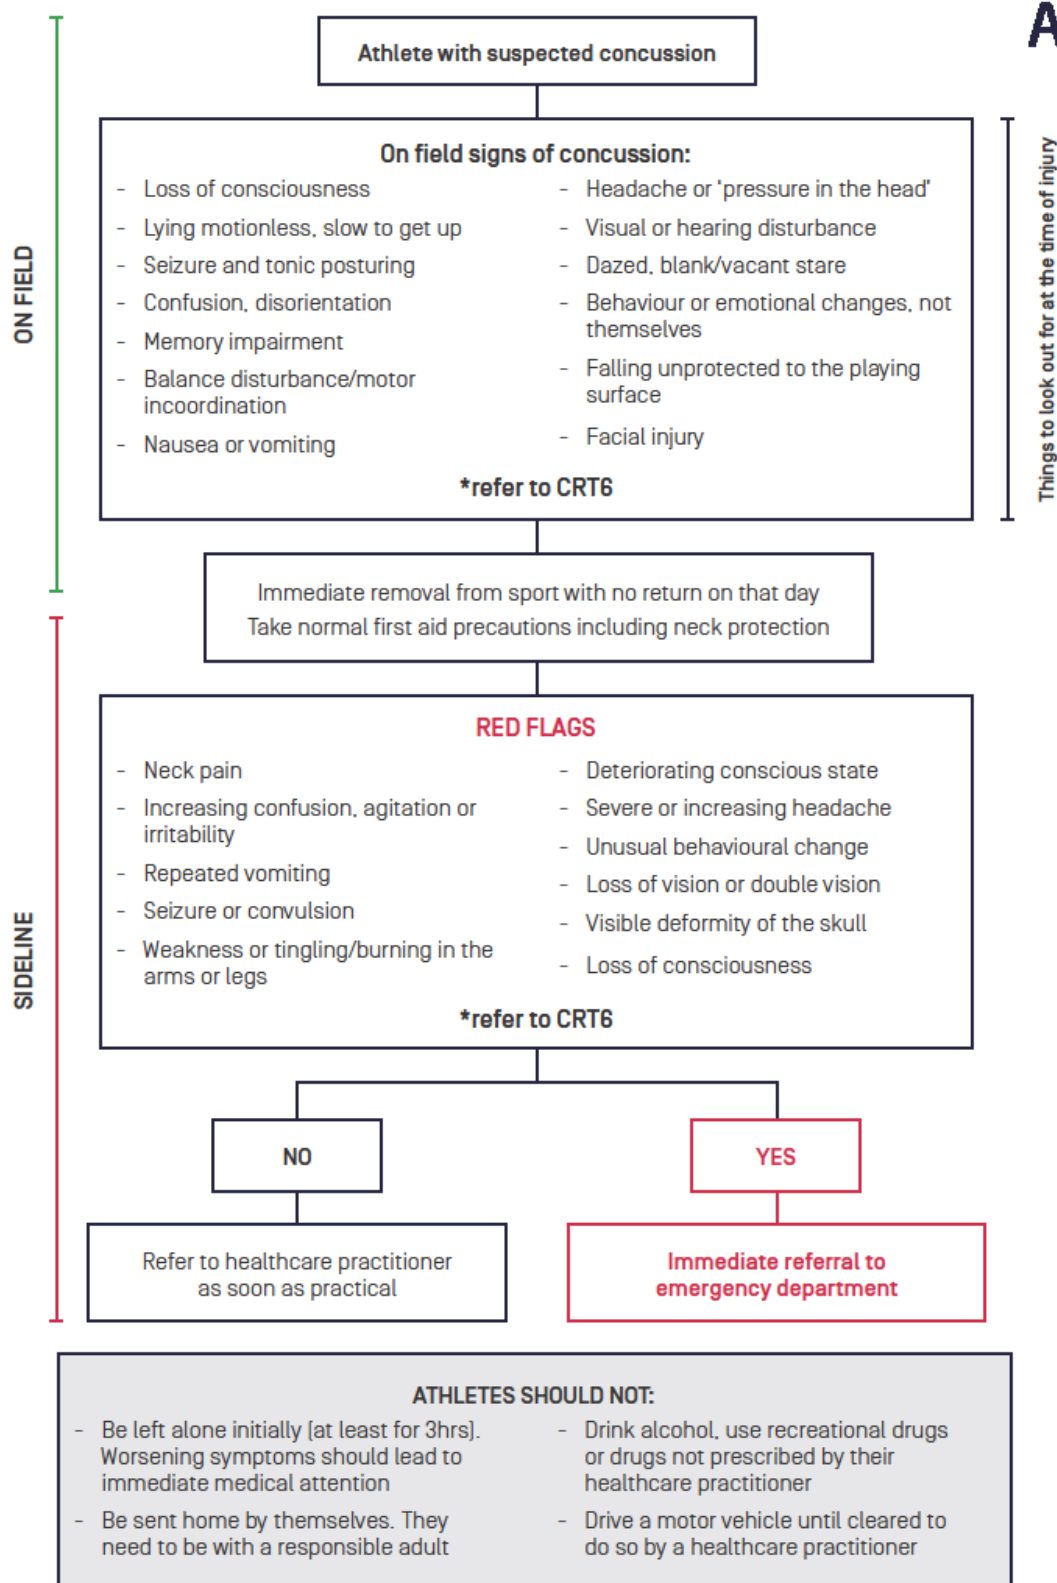 A
Athlete with suspected concussion
ON FIELD
Things to look out for at the time of injury
On field signs of concussion:
- Loss of consciousness
- Lying motionless, slow to get up
- Seizure and tonic posturing
- Confusion, disorientation
- Memory impairment
- Balance disturbance/motor
incoordination
- Nausea or vomiting
- Headache or ‘pressure in the head’
- Visual or hearing disturbance
- Dazed, blank/vacant stare
- Behaviour or emotional changes, not
themselves
- Falling unprotected to the playing
surface
- Facial injury
*refer to CRT6
Immediate removal from sport with no return on that day
Take normal first aid precautions including neck protection
SIDELINE
RED FLAGS
- Neck pain
- Increasing confusion, agitation or
irritability
- Repeated vomiting
- Seizure or convulsion
- Weakness or tingling/burning in the
arms or legs
- Deteriorating conscious state
- Severe or increasing headache
- Unusual behavioural change
- Loss of vision or double vision
- Visible deformity of the skull
- Loss of consciousness
*refer to CRT6
NO
Refer to healthcare practitioner
as soon as practical
YES
Immediate referral to
emergency department
ATHLETES SHOULD NOT:
- Be left alone initially (at least for 3hrs).
Worsening symptoms should lead to
immediate medical attention
- Be sent home by themselves. They
need to be with a responsible adult
- Drink alcohol, use recreational drugs
or drugs not prescribed by their
healthcare practitioner
- Drive a motor vehicle until cleared to
do so by a healthcare practitioner